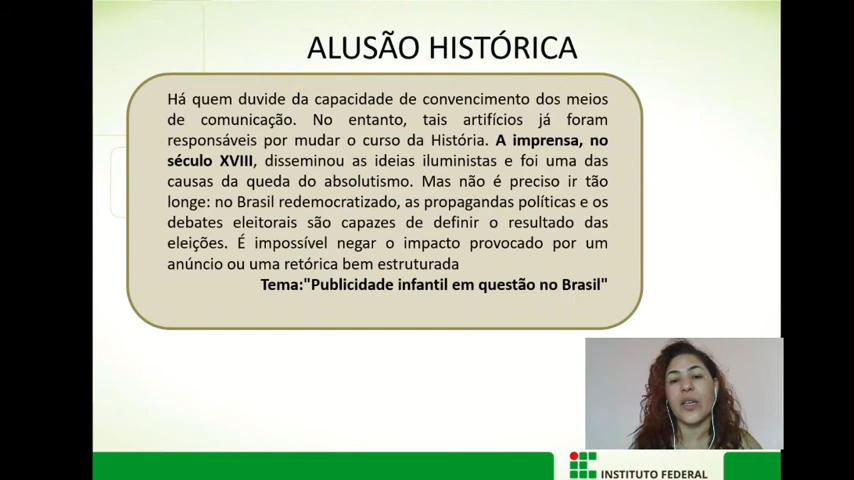 ALUSÃO HISTÓRICA
Há quem duvide da capacidade de convencimento dos meios
de comunicação. No entanto, tais artifícios já foram
responsáveis por mudar o curso da História. A imprensa, no
século XVIII, disseminou as ideias iluministas e foi uma das
causas da queda do absolutismo. Mas não é preciso ir tão
longe: no Brasil redemocratizado, as propagandas políticas e os
debates eleitorais são capazes de definir o resultado das
eleições. É impossível negar o impacto provocado por um
anúncio ou uma retórica bem estruturada
Tema:"Publicidade infantil em questão no Brasil"
INSTITUTO FEDERAL